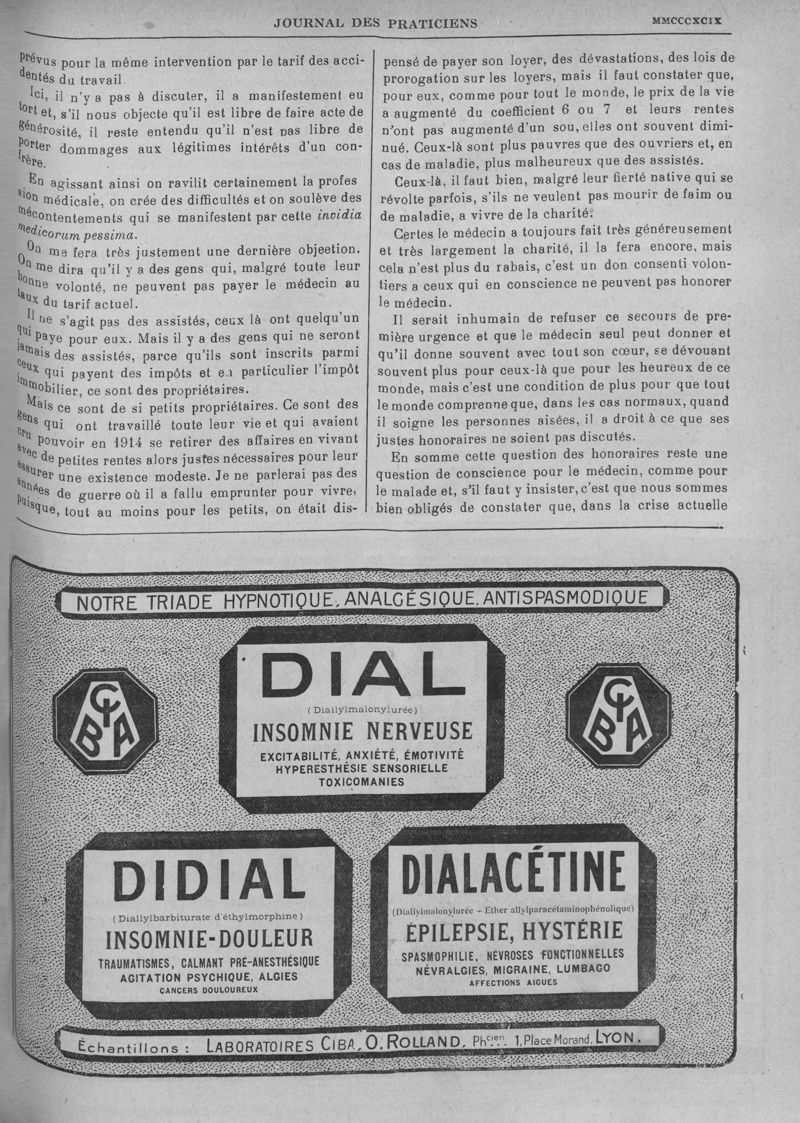 JOURNAL DES PRATICIENS
MMCCCXCIX
prévus pour la même intervention par le tarif des acci-
dentés du travail.
Ici, il n'y a pas à discuter, il a manifestement eu
tort et, s'il nous objecte qu'il est libre de faire acte de
générosité, il reste entendu qu'il n'est pas libre de
porter dommages aux légitimes intérêts d'un con-
frère.
En agissant ainsi on ravilit certainement la profes
sion médicale, on crée des difficultés et on soulève des
mécontentements qui se manifestent par cette invidia
medicorum pessima.
On me fera très justement une dernière objeetion.
On me dira qu'il y a des gens qui, malgré toute leur
bonne volonté, ne peuvent pas payer le médecin au
taux du tarif actuel.
Il ne s'agit pas des assistés, ceux là ont quelqu'un
qui paye pour eux. Mais il y a des gens qui ne seront
jamais des assistés, parce qu'ils sont inscrits parmi
ceux qui payent des impôts et en particulier l'impôt
immobilier, ce sont des propriétaires.
Mais ce sont de si petits propriétaires. Ce sont des
gens qui ont travaillé toute leur vie et qui avaient
cru pouvoir en 1914 se retirer des affaires en vivant
avec de petites rentes alors justes nécessaires pour leur
assurer une existence modeste. Je ne parlerai pas des
années de guerre où il a fallu emprunter pour vivre,
puisque, tout au moins pour les petits, on était dis-
pensé de payer son loyer, des dévastations, des lois de
prorogation sur les loyers, mais il faut constater que,
pour eux, comme pour tout le monde, le prix de la vie
a augmenté du coefficient 6 ou 7 et leurs rentes
n'ont pas augmenté d'un sou, elles ont souvent dimi-
nué. Ceux-là sont plus pauvres que des ouvriers et, en
cas de maladie, plus malheureux que des assistés.
Ceux-là, il faut bien, malgré leur fierté native qui se
révolte parfois, s'ils ne veulent pas mourir de faim ou
de maladie, a vivre de la charité.
Certes le médecin a toujours fait très généreusement
et très largement la charité, il la fera encore, mais
cela n'est plus du rabais, c'est un don consenti volon-
tiers a ceux qui en conscience ne peuvent pas honorer
le médecin.
Il serait inhumain de refuser ce secours de pre-
mière urgence et que le médecin seul peut donner et
qu'il donne souvent avec tout son cœur, se dévouant
souvent plus pour ceux-là que pour les heureux de ce
monde, mais c'est une condition de plus pour que tout
le monde comprenne que, dans les cas normaux, quand
il soigne les personnes aisées, il a droit à ce que ses
justes honoraires ne soient pas discutés.
En somme cette question des honoraires reste une
question de conscience pour le médecin, comme pour
le malade et, s'il faut y insister, c'est que nous sommes
bien obligés de constater que, dans la crise actuelle
NOTRE TRIADE HYPNOTIQUE, ANALGÉSIQUE, ANTISPASMODIQUE
CIBA
DIAL
(Diallylmalonylurée)
INSOMNIE NERVEUSE
EXCITABILITÉ, ANXIÉTÉ, ÉMOTIVITÉ
HYPERESTHÉSIE SENSORIELLE
TOXICOMANIES
CIBA
DIDIAL
(Diallylbarbiturate d'éthylmorphine)
INSOMNIE-DOULEUR
TRAUMATISMES, CALMANT PRÉ-ANESTHÉSIQUE
AGITATION PSYCHIQUE, ALGIES
CANCERS DOULOUREUX
DIALACÉTINE
(Diallylmalonylurée - Ether allylparacétaminophénolique)
ÉPILEPSIE, HYSTÉRIE
SPASMOPHILIE, NÉVROSES FONCTIONNELLES
NÉVRALGIES, MIGRAINE, LUMBAGO
AFFECTIONS AIGUES
Échantillons: LABORATOIRES CIBA, O. ROLLAND, Phcien. 1, Place Morand. LYON.